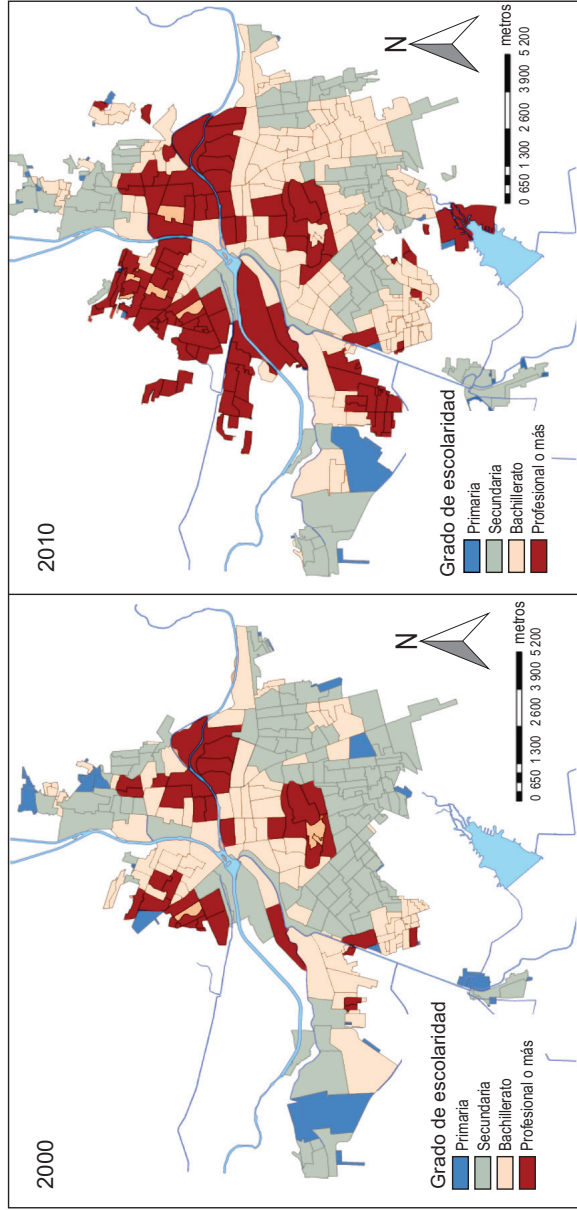 2000
N
Grado de escolaridad
Primaria
Secundaria
Bachillerato
Profesional o más
0 650 1 300 2 600 3 900 5 200
metros
2010
N
Grado de escolaridad
Primaria
Secundaria
Bachillerato
Profesional o más
0 650 1 300 2 600 3 900 5 200
metros